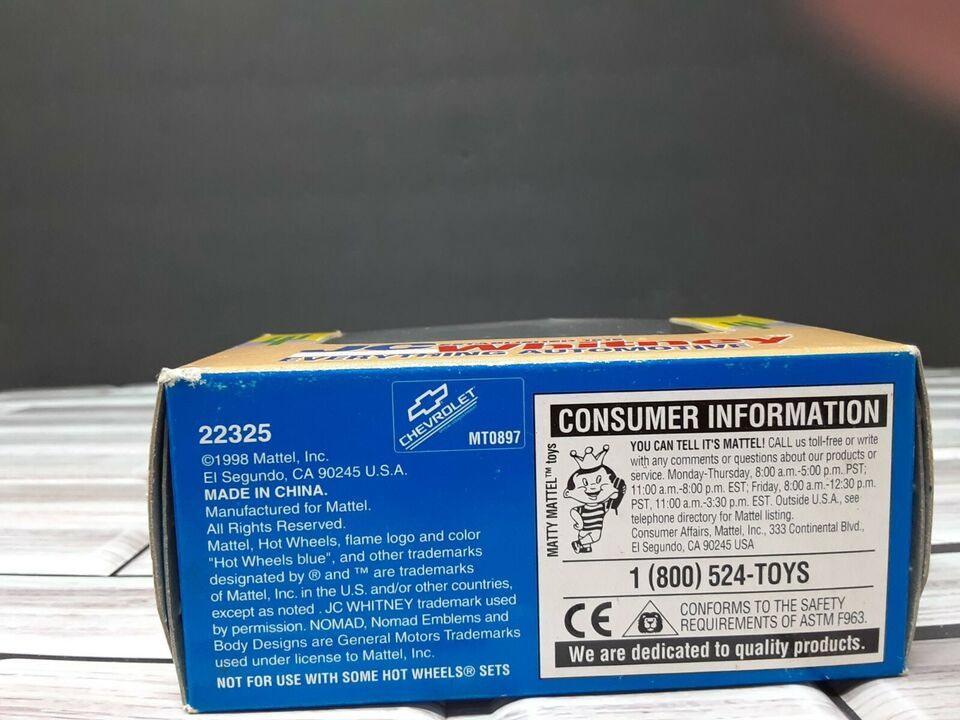 JC Whitney
EVERYTHING AUTOMOTIVE
22325
CHEVROLET
MT0897
©1998 Mattel, Inc.
El Segundo, CA 90245 U.S.A.
MADE IN CHINA.
Manufactured for Mattel.
All Rights Reserved.
Mattel, Hot Wheels, flame logo and color
"Hot Wheels blue", and other trademarks
designated by ® and ™ are trademarks
of Mattel, Inc. in the U.S. and/or other countries,
except as noted . JC WHITNEY trademark used
by permission. NOMAD, Nomad Emblems and
Body Designs are General Motors Trademarks
used under license to Mattel, Inc.
NOT FOR USE WITH SOME HOT WHEELS® SETS
CONSUMER INFORMATION
MATTY MATTEL™ toys
YOU CAN TELL IT'S MATTEL! CALL us toll-free or write
with any comments or questions about our products or
service. Monday-Thursday, 8:00 a.m.-5:00 p.m. PST;
11:00 a.m.-8:00 p.m. EST; Friday, 8:00 a.m.-12:30 p.m.
PST, 11:00 a.m.-3:30 p.m. EST. Outside U.S.A., see
telephone directory for Mattel listing.
Consumer Affairs, Mattel, Inc., 333 Continental Blvd.,
El Segundo, CA 90245 USA
1 (800) 524-TOYS
CE
CONFORMS TO THE SAFETY
REQUIREMENTS OF ASTM F963.
We are dedicated to quality products.